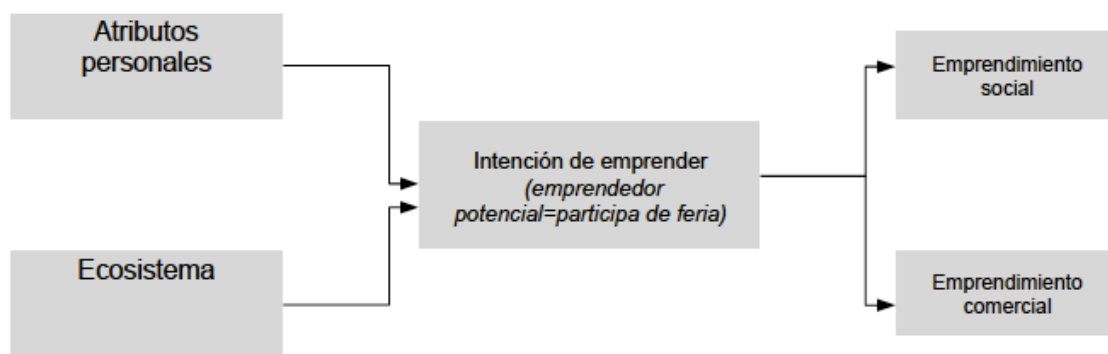 Atributos
personales
Ecosistema
Intención de emprender
(emprendedor
potencial=participa de feria)
Emprendimiento
social
Emprendimiento
comercial